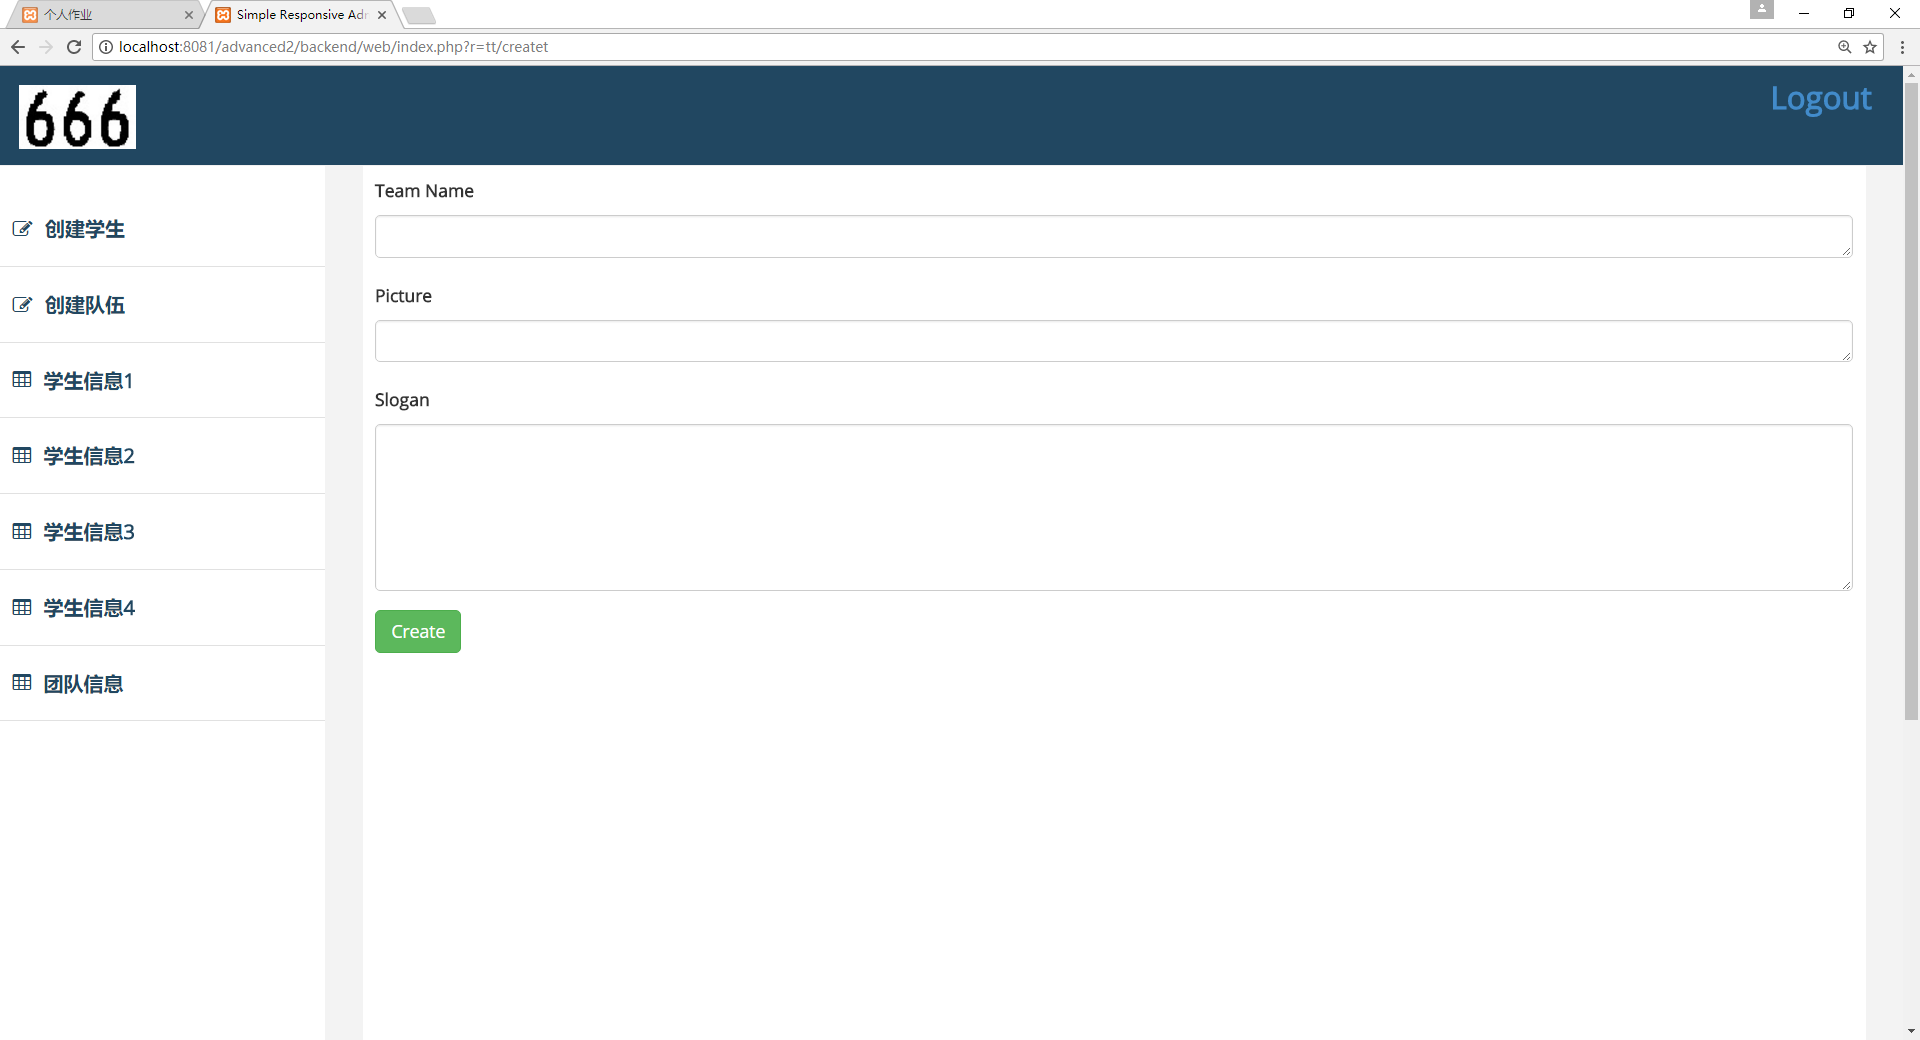 个人作业
Simple Responsive Adr
localhost:8081/advanced2/backend/web/index.php?r=tt/createt
666
Logout
创建学生
创建队伍
学生信息1
学生信息2
学生信息3
学生信息4
团队信息
Team Name
Picture
Slogan
Create